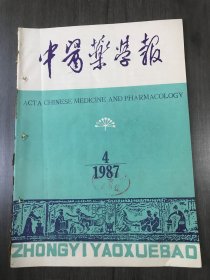 中医药学报
ACTA CHINESE MEDICINE AND PHARMACOLOGY
4
1987
ZHONGYIYAOXUEBAO